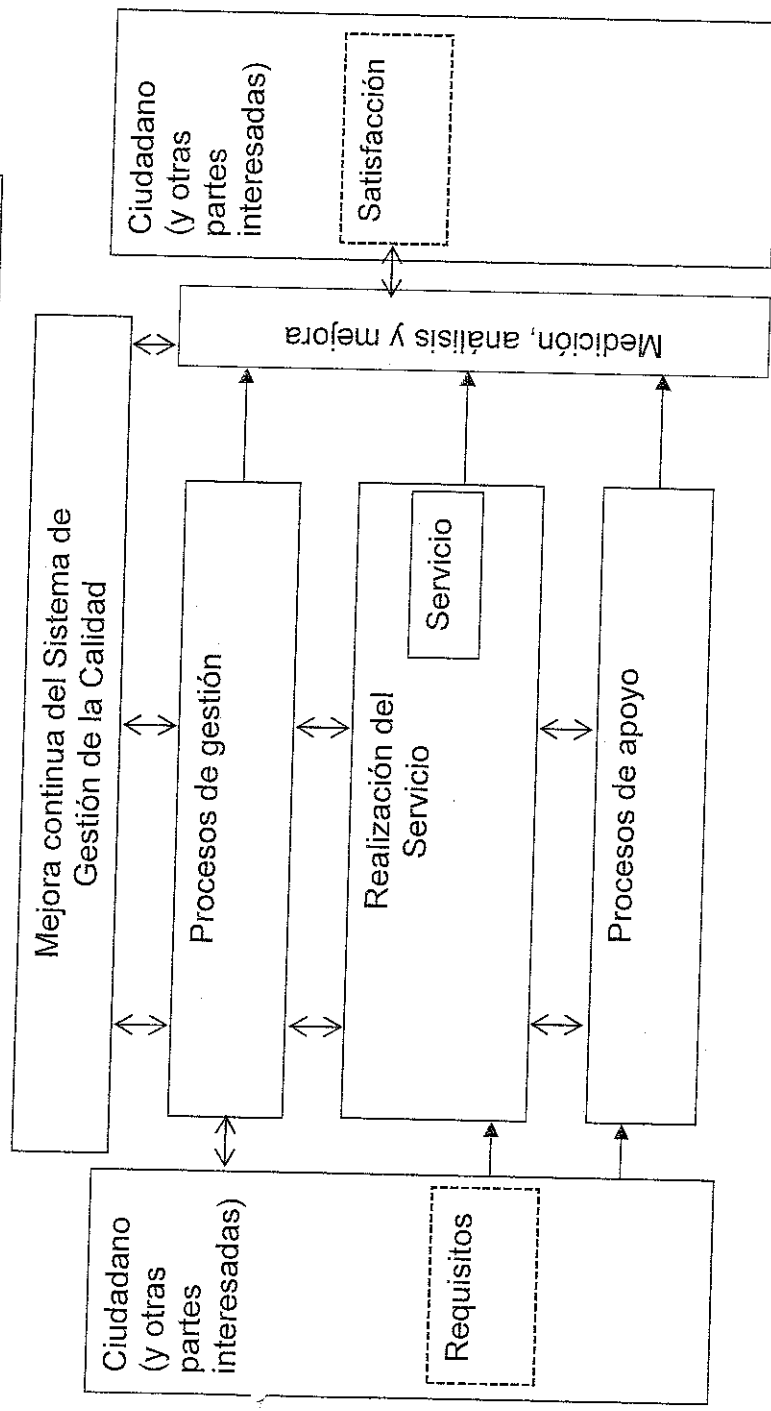 Mejora continua del Sistema de
Gestión de la Calidad
Ciudadano
(y otras
partes
interesadas)
Requisitos
Procesos de gestión
Realización del
Servicio
Servicio
Procesos de apoyo
Medición, análisis y mejora
Ciudadano
(y otras
partes
interesadas)
Satisfacción